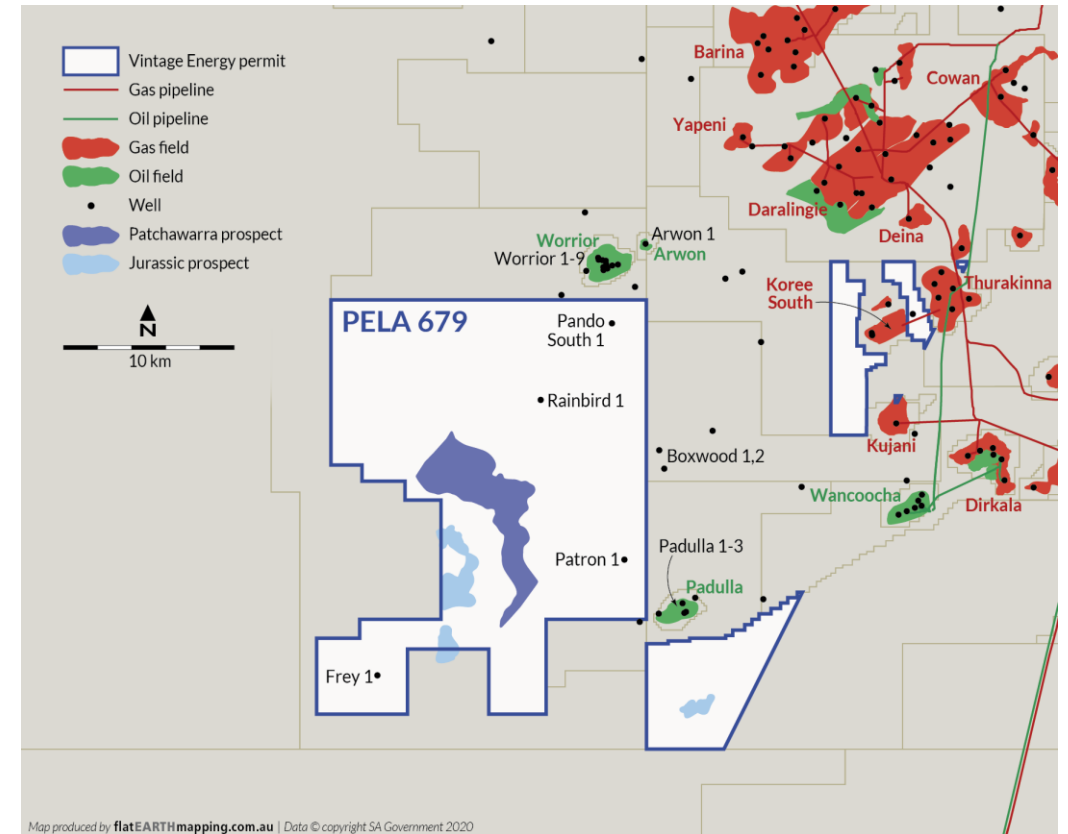 Vintage Energy permit
Gas pipeline
Oil pipeline
Gas field
Oil field
Well
Patchawarra prospect
Jurassic prospect
N
10 km
Barina
Cowan
Yapeni
Daralingie
Deina
Worrior
Worrior 1-9
Arwon 1
Arwon
Koree
South
Thurakinna
PELA 679
Pando
South 1
Rainbird 1
Boxwood 1,2
Kujani
Wancoocha
Dirkala
Patron 1
Padulla 1-3
Padulla
Frey 1
Map produced by flatEARTHmapping.com.au | Data © copyright SA Government 2020